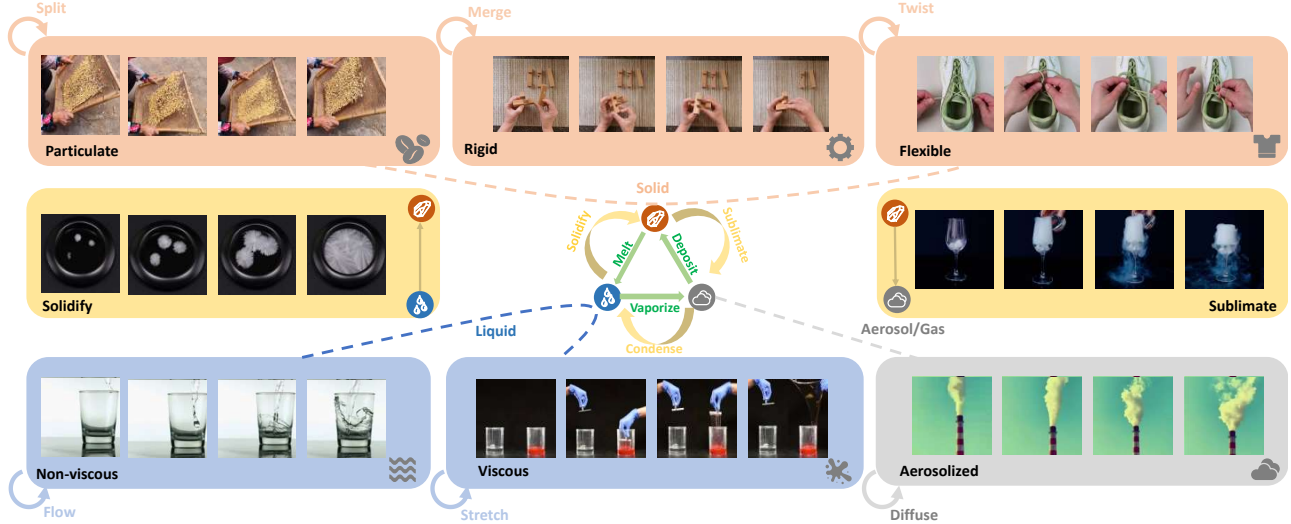 Split
Merge
Twist
Particulate
Rigid
Flexible
Solid
Solidify
Sublimate
Melt
Deposit
Vaporize
Condense
Solidify
Sublimate
Liquid
Aerosol/Gas
Non-viscous
Viscous
Aerosolized
Flow
Stretch
Diffuse